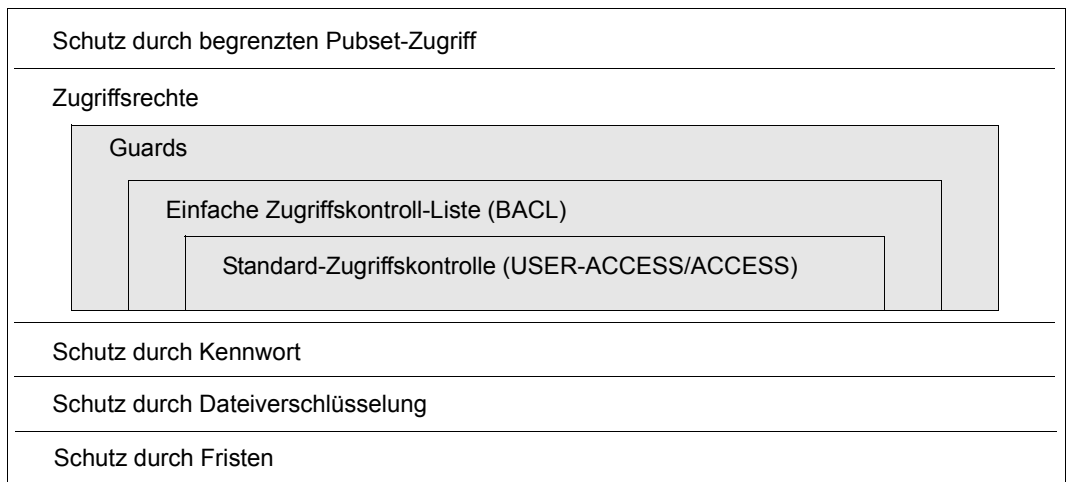 Schutz durch begrenzten Pubset-Zugriff
Zugriffsrechte
Guards
Einfache Zugriffskontroll-Liste (BACL)
Standard-Zugriffskontrolle (USER-ACCESS/ACCESS)
Schutz durch Kennwort
Schutz durch Dateiverschlüsselung
Schutz durch Fristen